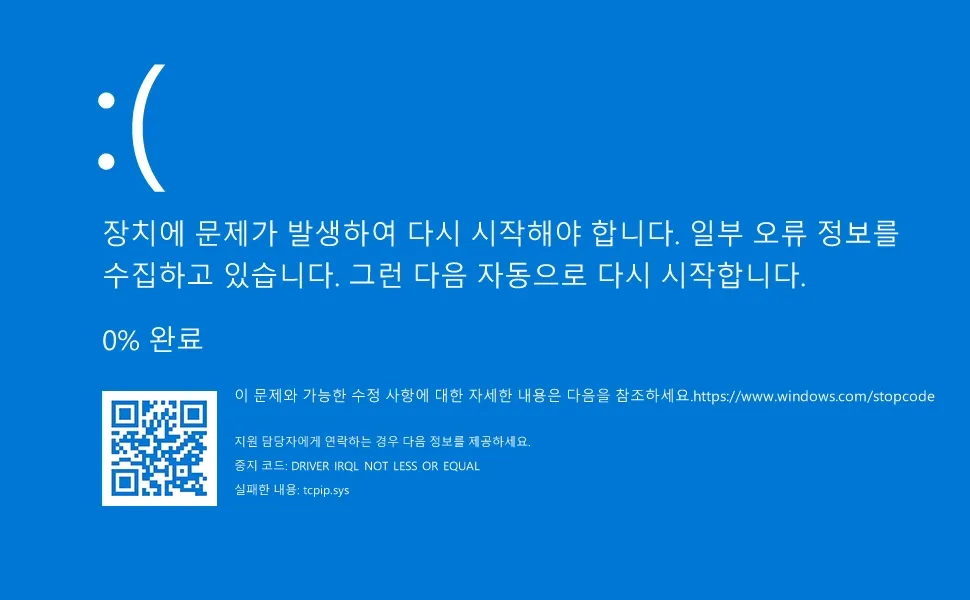 :(
장치에 문제가 발생하여 다시 시작해야 합니다. 일부 오류 정보를
수집하고 있습니다. 그런 다음 자동으로 다시 시작합니다.
0% 완료
이 문제와 가능한 수정 사항에 대한 자세한 내용은 다음을 참조하세요.https://www.windows.com/stopcode
지원 담당자에게 연락하는 경우 다음 정보를 제공하세요.
중지 코드: DRIVER IRQL NOT LESS OR EQUAL
실패한 내용: tcpip.sys